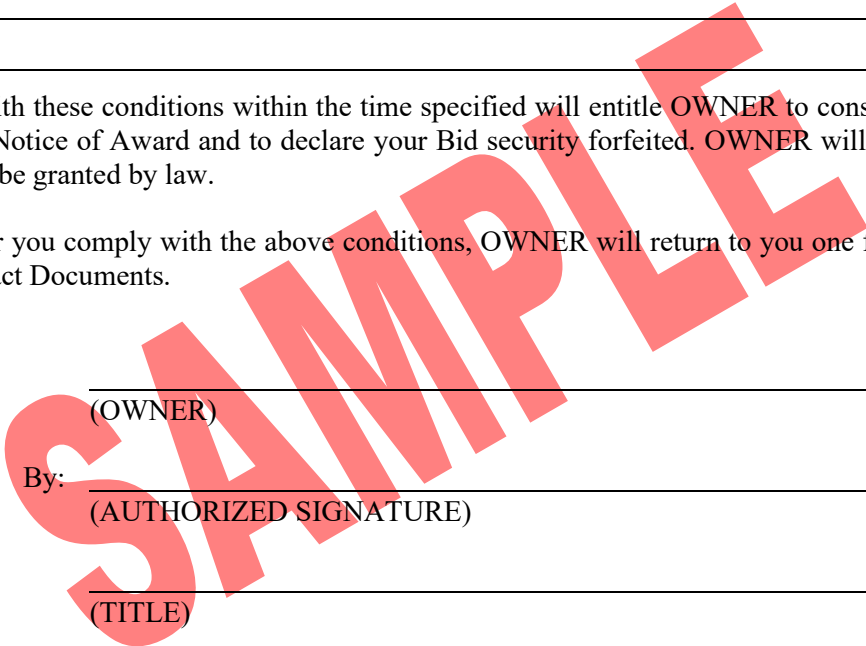 th these conditions within the time specified will entitle OWNER to cons
Notice of Award and to declare your Bid security forfeited. OWNER will
be granted by law.
r you comply with the above conditions, OWNER will return to you one
ct Documents.
(OWNER)
By:
(AUTHORIZED SIGNATURE)
(TITLE)
SAMPLE